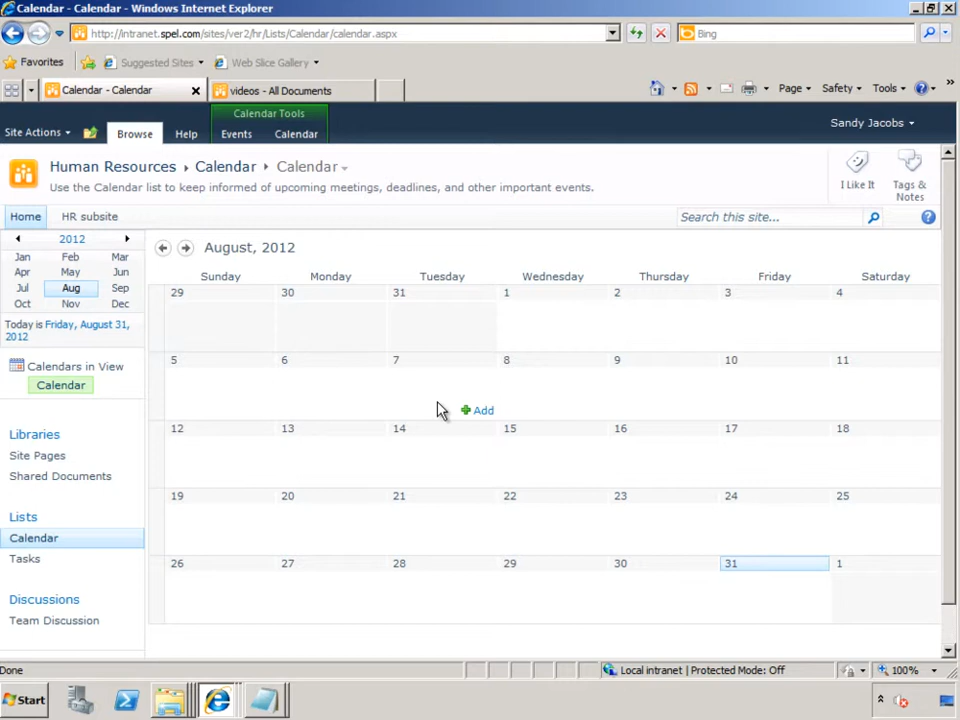 Calendar - Calendar - Windows Internet Explorer
http://intranet.spel.com/sites/ver2/hr/Lists/Calendar/calendar.aspx
Bing
Favorites
Suggested Sites
Web Slice Gallery
Calendar - Calendar
videos - All Documents
Page
Safety
Tools
Calendar Tools
Site Actions
Browse
Help
Events
Calendar
Sandy Jacobs
Human Resources
Calendar
Calendar
Use the Calendar list to keep informed of upcoming meetings, deadlines, and other important events.
I Like It
Tags &
Notes
Home
HR subsite
Search this site...
2012
Jan Feb Mar
Apr May Jun
Jul Aug Sep
Oct Nov Dec
Today is Friday, August 31,
2012
Calendars in View
Calendar
Libraries
Site Pages
Shared Documents
Lists
Calendar
Tasks
Discussions
Team Discussion
August, 2012
Sunday Monday Tuesday Wednesday Thursday Friday Saturday
29 30 31 1 2 3 4
5 6 7 8 9 10 11
Add
12 13 14 15 16 17 18
19 20 21 22 23 24 25
26 27 28 29 30 31 1
Done
Local intranet | Protected Mode: Off
100%
Start